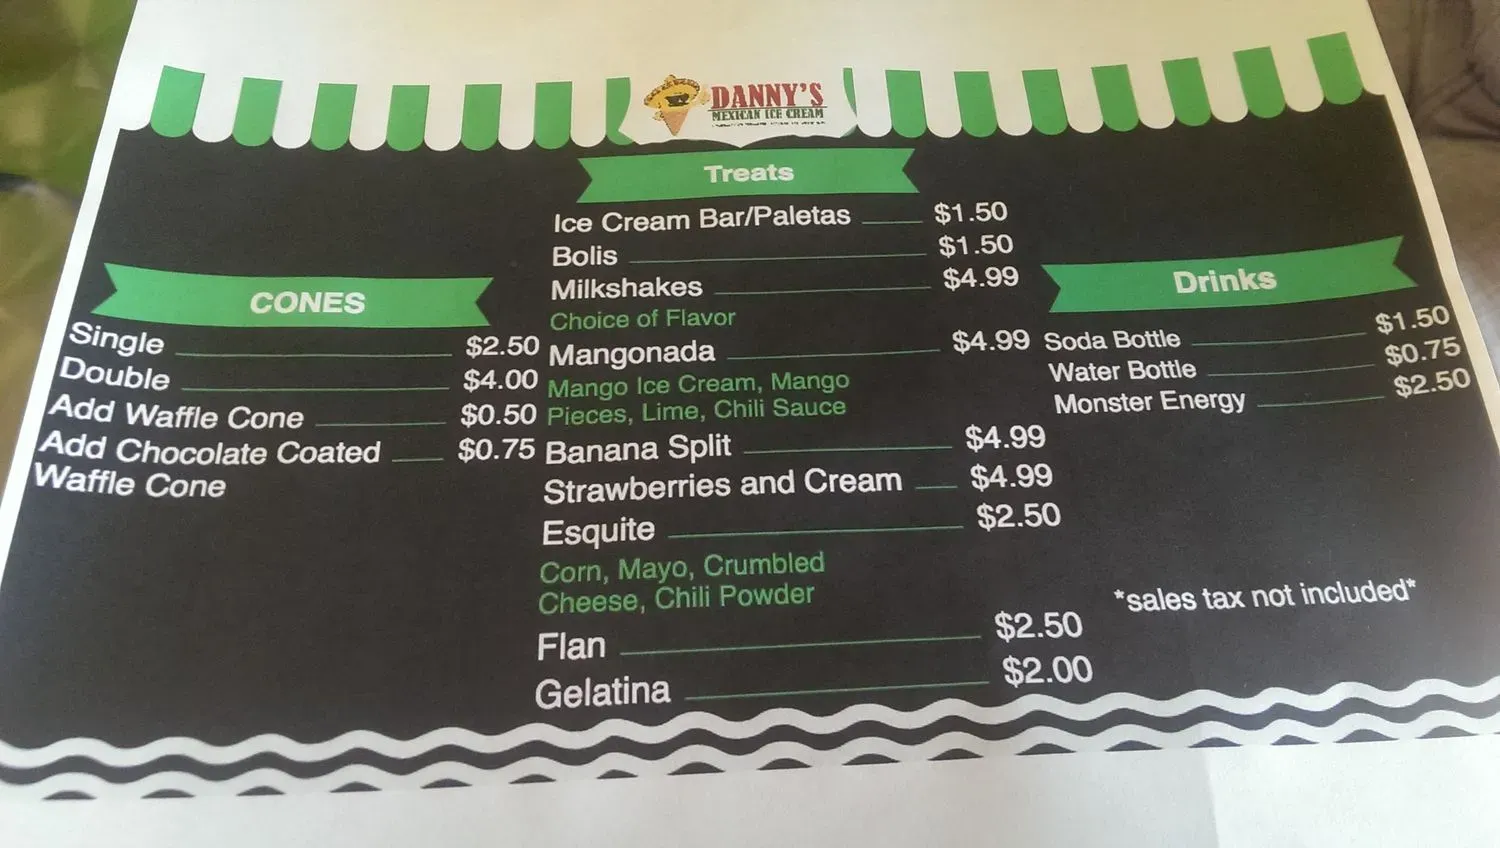 DANNY'S
MEXICAN ICE CREAM
CONES
Single $2.50
Double $4.00
Add Waffle Cone $0.50
Add Chocolate Coated $0.75
Waffle Cone
Treats
Ice Cream Bar/Paletas $1.50
Bolis $1.50
Milkshakes $4.99
Choice of Flavor
Mangonada $4.99
Mango Ice Cream, Mango
Pieces, Lime, Chili Sauce
Banana Split $4.99
Strawberries and Cream $4.99
Esquite $2.50
Corn, Mayo, Crumbled
Cheese, Chili Powder
Flan $2.50
Gelatina $2.00
Drinks
Soda Bottle $1.50
Water Bottle $0.75
Monster Energy $2.50
*sales tax not included*